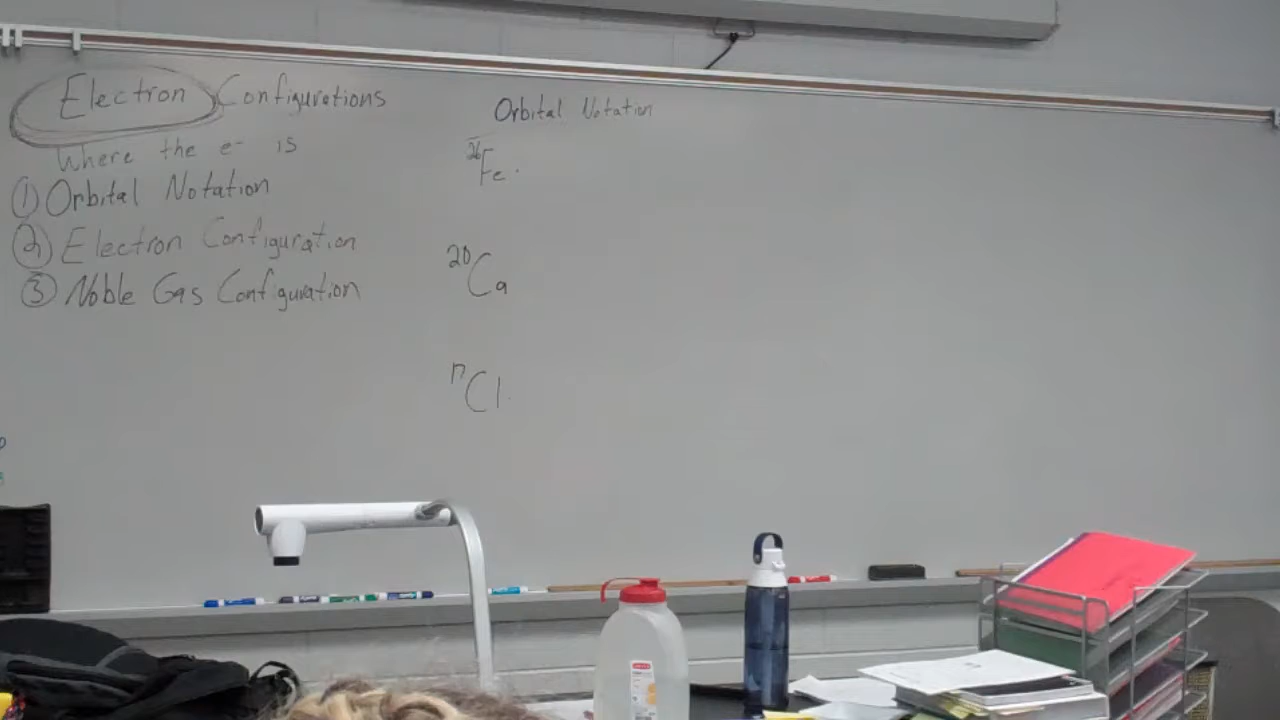 Electron Configurations
Where the e- is
① Orbital Notation
② Electron Configuration
③ Noble Gas Configuration
Orbital Notation
26Fe
20Ca
17Cl